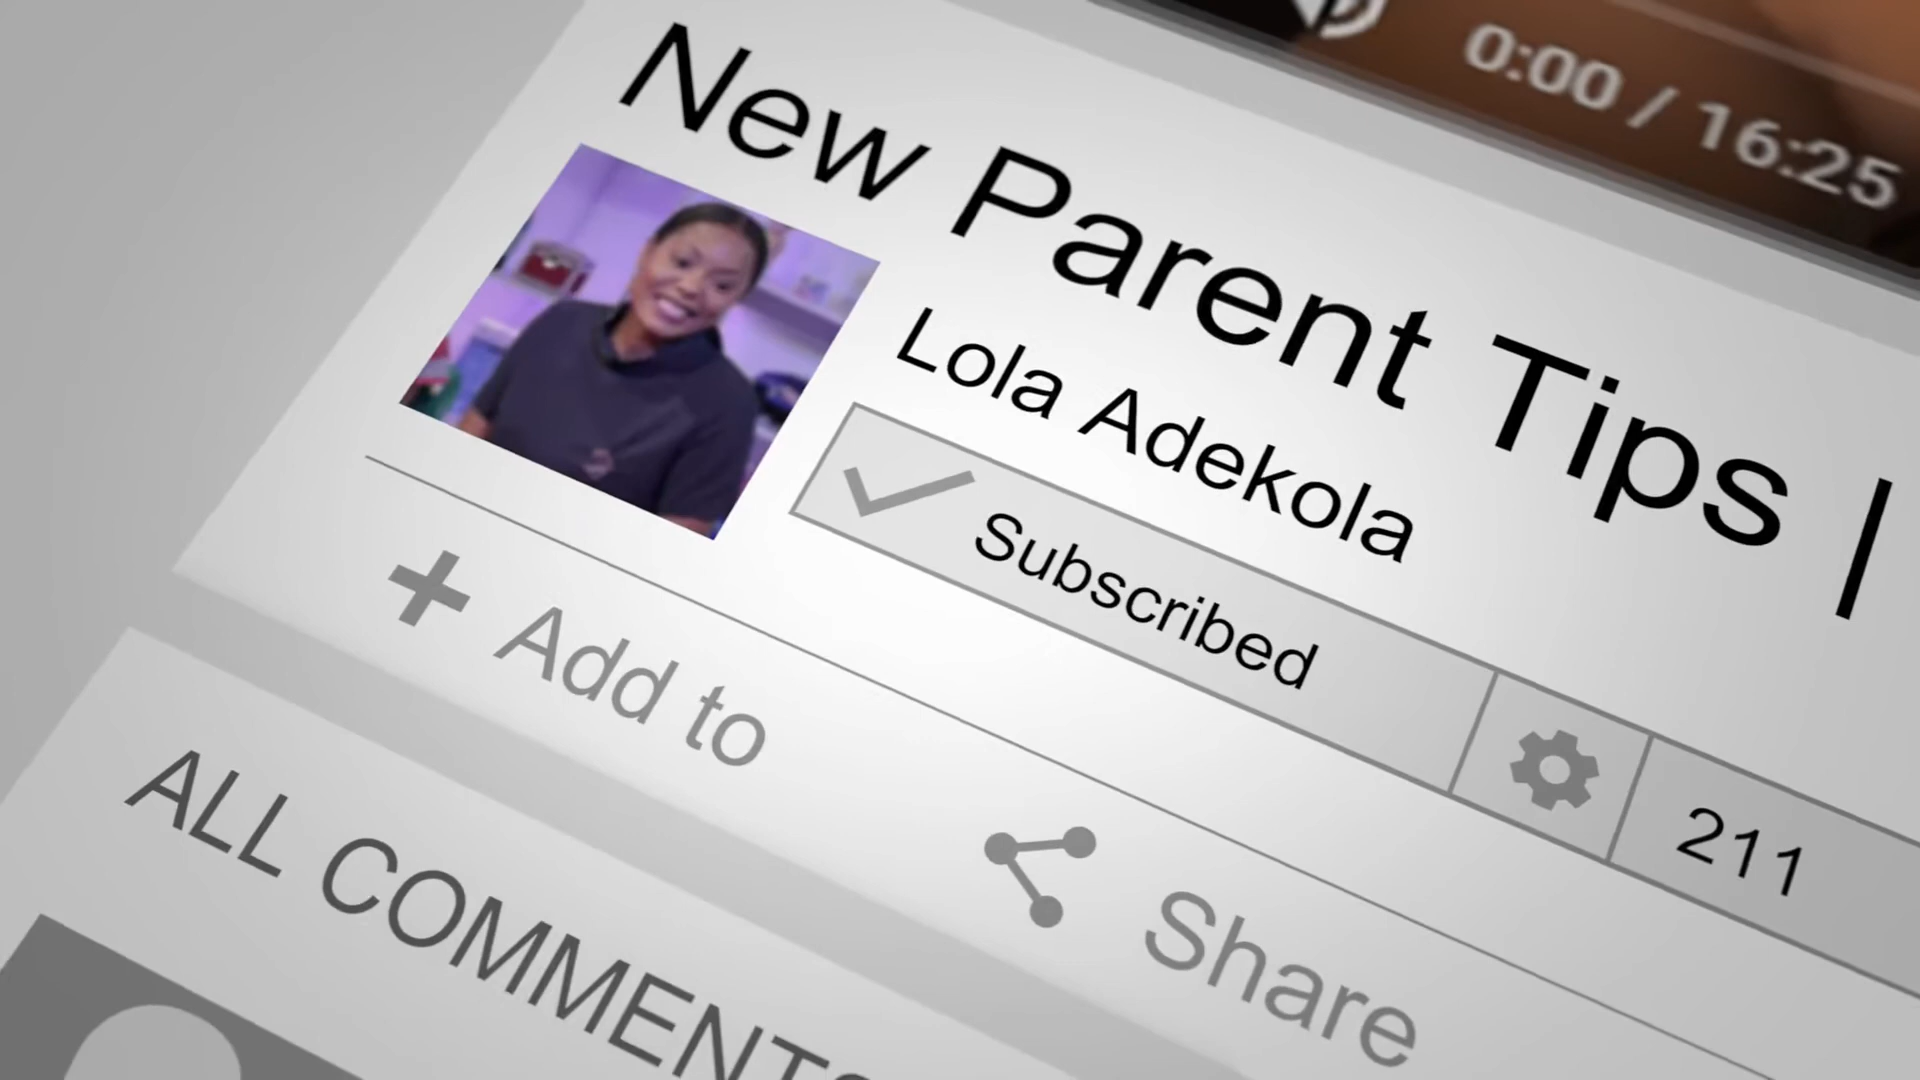 0:00 / 16:25
New Parent Tips |
Lola Adekola
Subscribed
211
Add to
Share
ALL COMMENTS